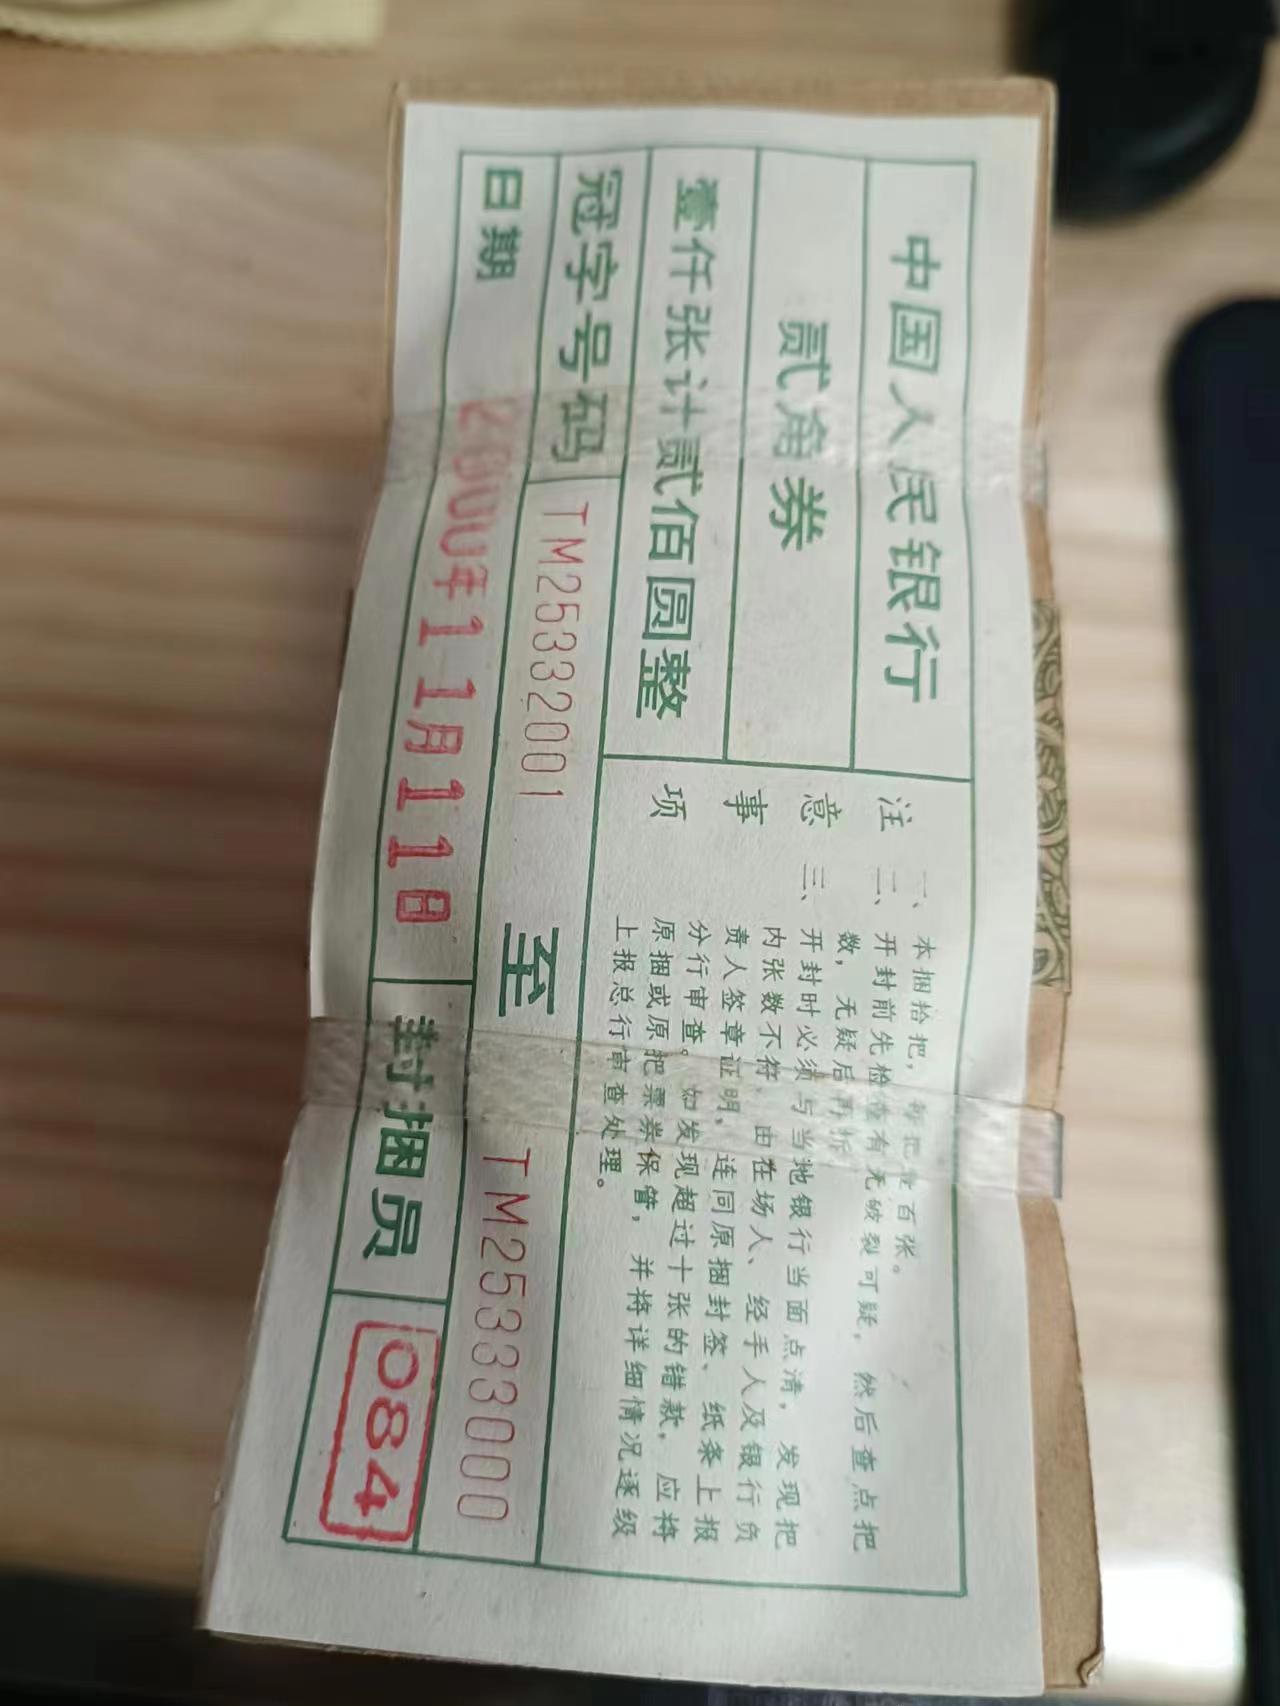 中国人民银行
贰角券
壹仟张计贰佰圆整
注意事项
一、本捆拾把，每把壹百张。
二、开封前先检查有无破裂可疑，然后查点把
数，无疑后再拆
三、开封时必须与当地银行当面点清，发现把
内张数不符，由在场人、经手人及银行负
责人签章证明，连同原捆封签、纸条上报
分行审查。如发现超过十张的错款，应将
原捆或原把票券保管，并将详细情况逐级
上报总行审查处理。
冠字号码 TM25332001 至 TM25333000
日期 2000年11月11日 封捆员 084